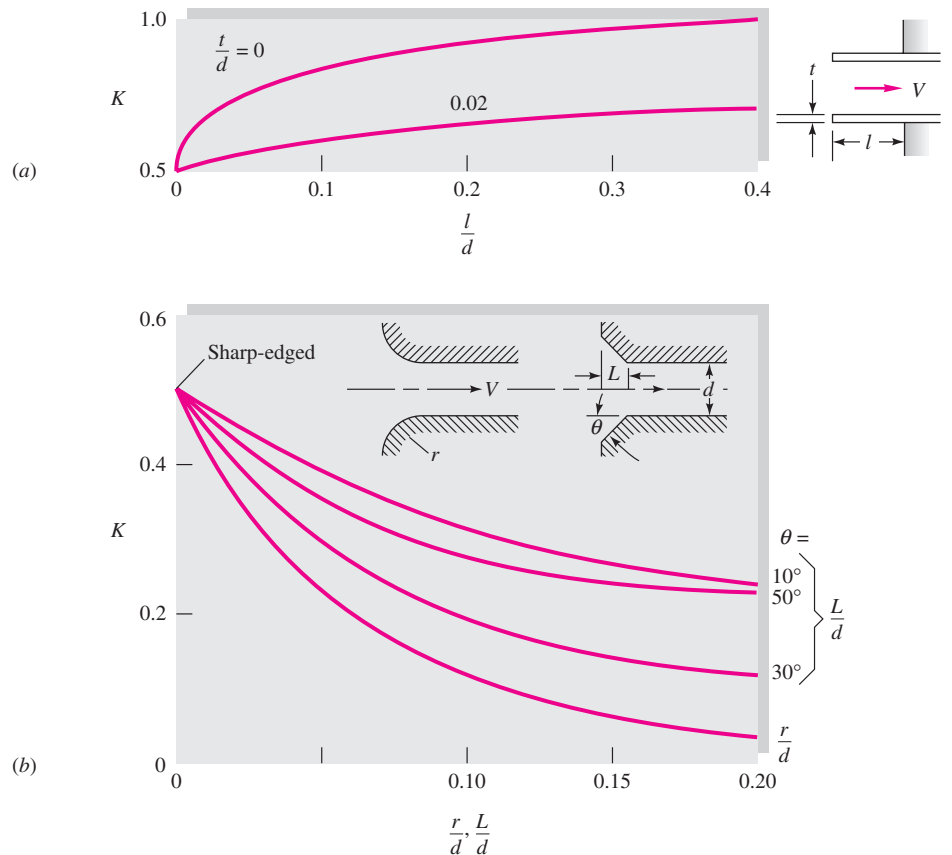 1.0
t/d = 0
K
0.02
(a)
0.5
0
0.1
0.2
0.3
0.4
l/d
t
V
l
0.6
Sharp-edged
V
L
d
θ
r
0.4
K
θ =
10°
50°
L/d
0.2
30°
r/d
(b)
0
0
0.10
0.15
0.20
r/d, L/d